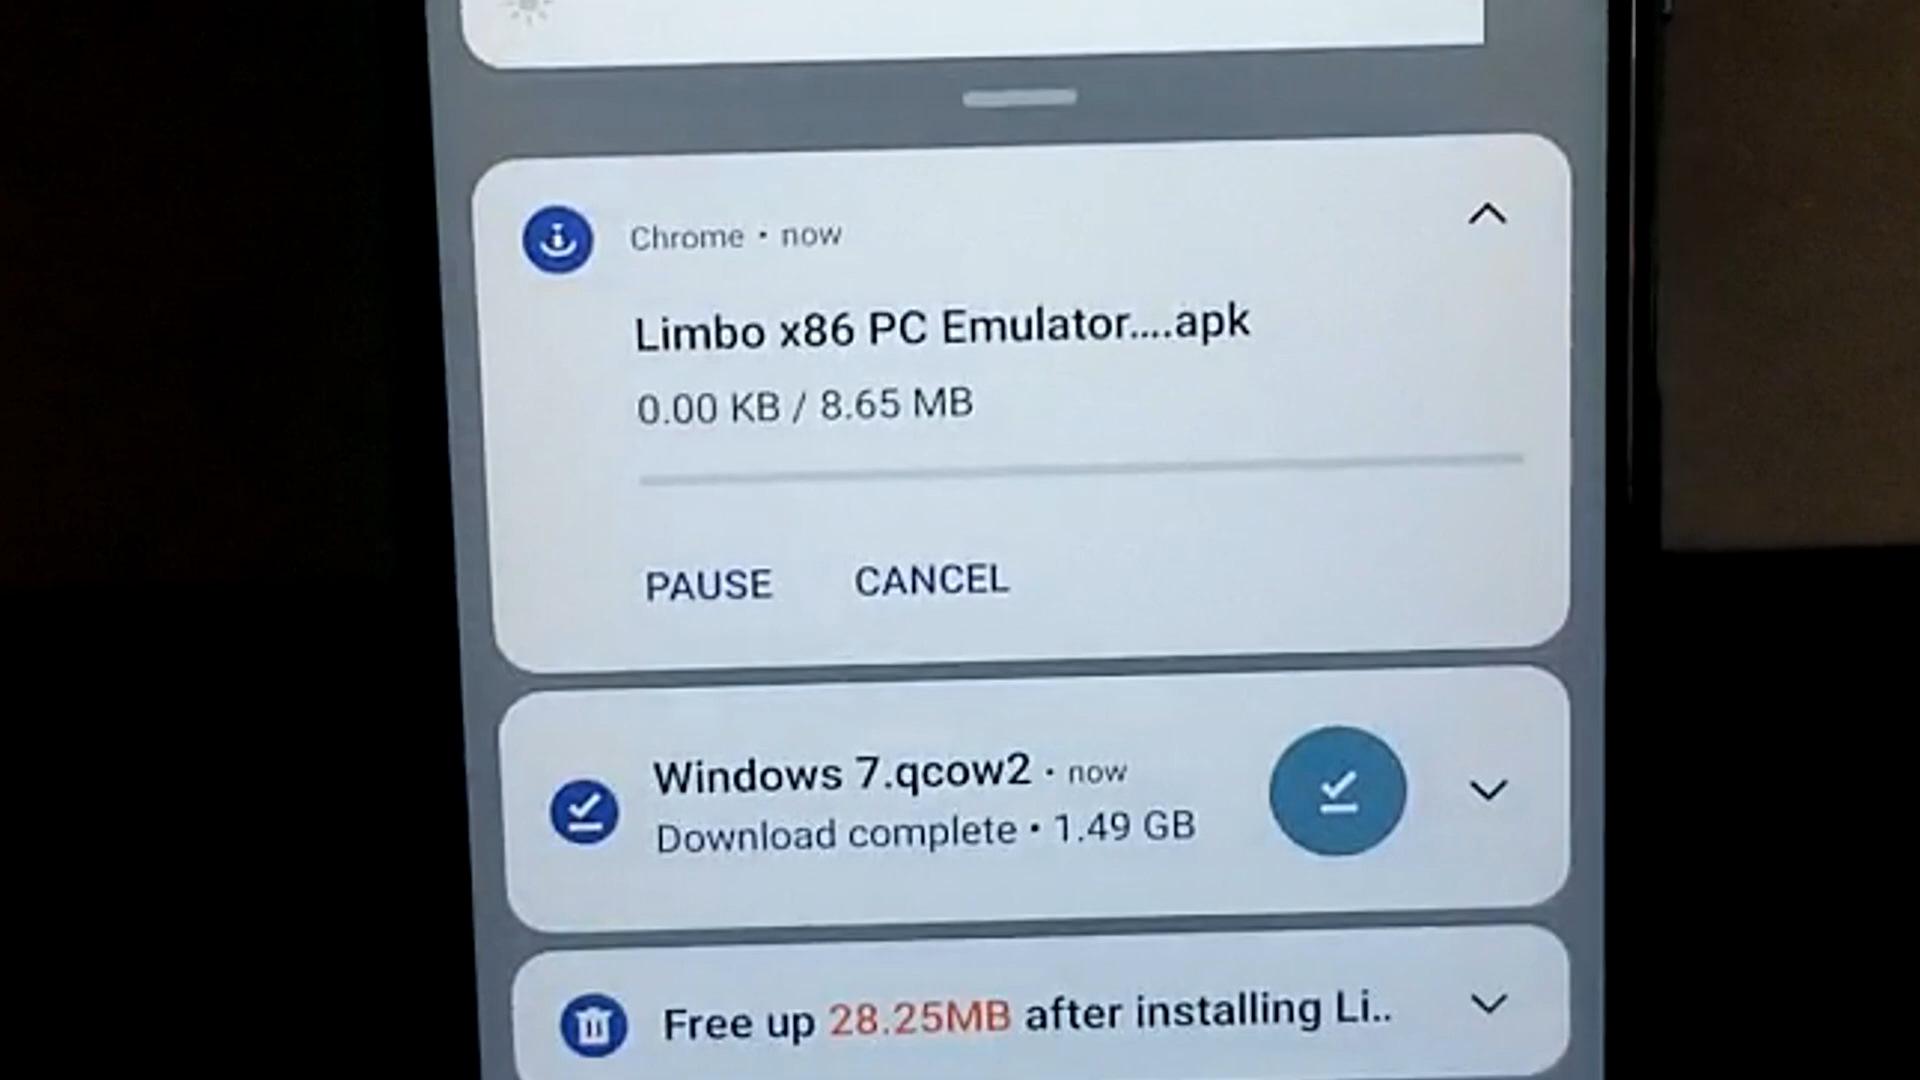 Chrome • now
Limbo x86 PC Emulator....apk
0.00 KB / 8.65 MB
PAUSE CANCEL
Windows 7.qcow2 • now
Download complete • 1.49 GB
Free up 28.25MB after installing Li..